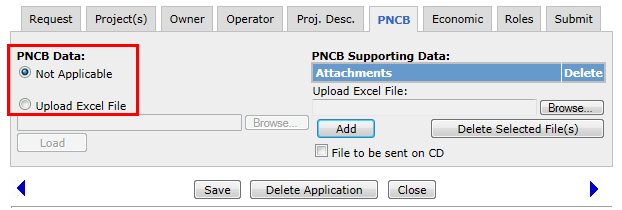 Request Project(s) Owner Operator Proj. Desc. PNCB Economic Roles Submit
PNCB Data:
Not Applicable
Upload Excel File
Browse...
Load
PNCB Supporting Data:
Attachments Delete
Upload Excel File:
Browse...
Add Delete Selected File(s)
File to be sent on CD
Save Delete Application Close